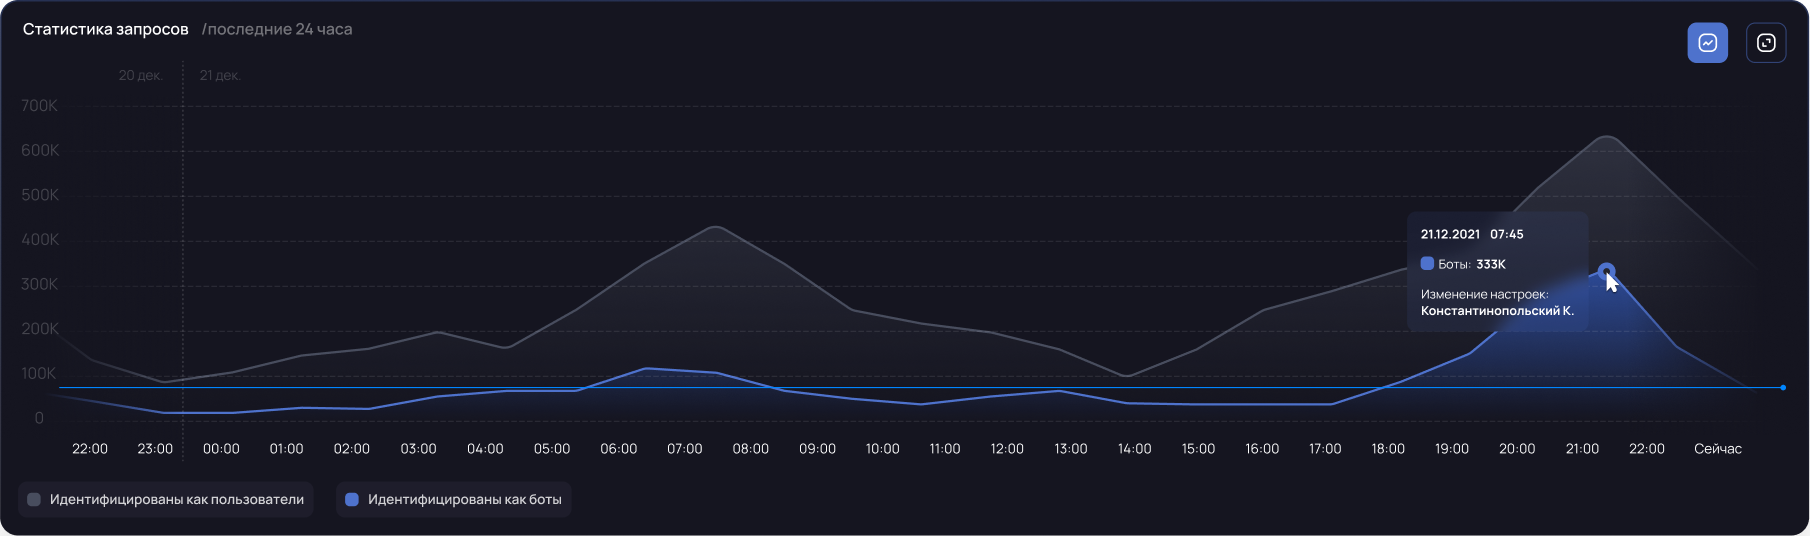 Статистика запросов /последние 24 часа
20 дек. 21 дек.
700K
600K
500K
400K
300K
200K
100K
0
21.12.2021 07:45
Боты: 333K
Изменение настроек:
Константинопольский К.
22:00 23:00 00:00 01:00 02:00 03:00 04:00 05:00 06:00 07:00 08:00 09:00 10:00 11:00 12:00 13:00 14:00 15:00 16:00 17:00 18:00 19:00 20:00 21:00 22:00 Сейчас
Идентифицированы как пользователи
Идентифицированы как боты